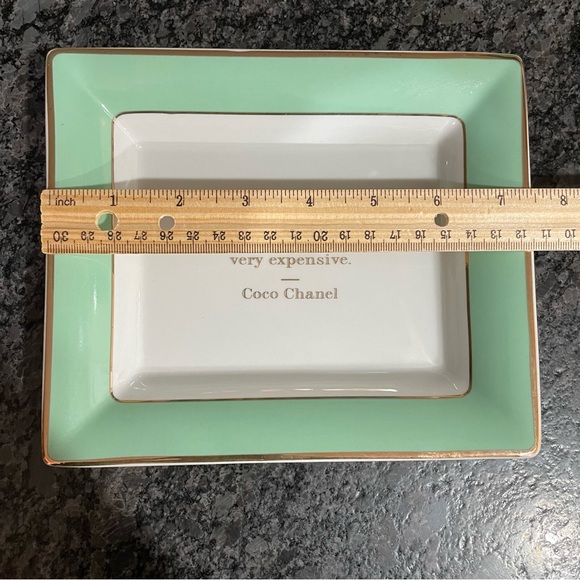 inch 1 2 3 4 5 6 7 8
30 29 28 27 26 25 24 23 22 21 20 19 18 17 16 15 14 13 12 11 10
very expensive.
—
Coco Chanel